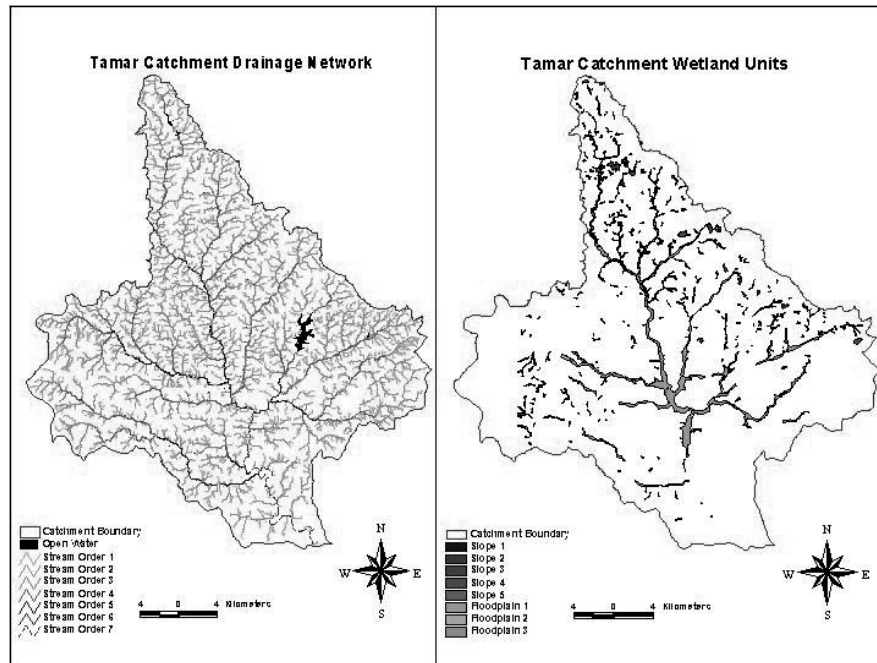 Tamar Catchment Drainage Network
Catchment Boundary
Open Water
Stream Order 1
Stream Order 2
Stream Order 3
Stream Order 4
Stream Order 5
Stream Order 6
Stream Order 7
4 0 4 Kilometers
N
W E
S
Tamar Catchment Wetland Units
Catchment Boundary
Slope 1
Slope 2
Slope 3
Slope 4
Slope 5
Floodplain 1
Floodplain 2
Floodplain 3
4 0 4 Kilometers
N
W E
S